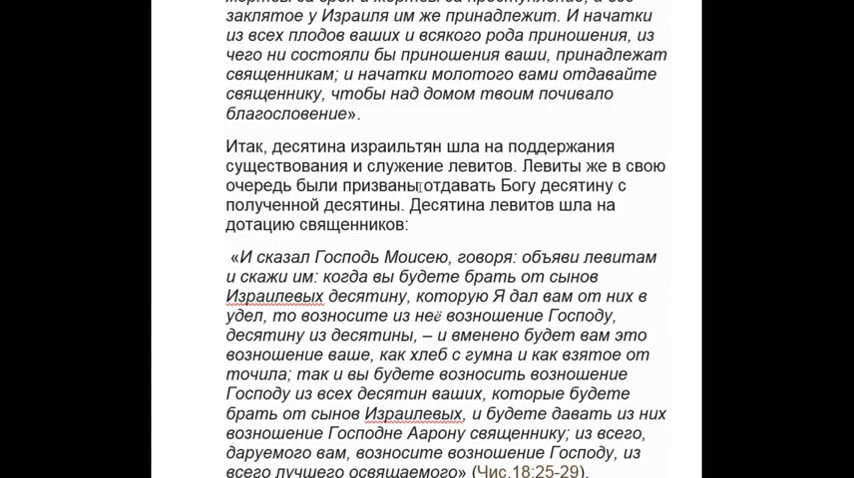 заклятое у Израиля им же принадлежит. И начатки
из всех плодов ваших и всякого рода приношения, из
чего ни состояли бы приношения ваши, принадлежат
священникам; и начатки молотого вами отдавайте
священнику, чтобы над домом твоим почивало
благословение».
Итак, десятина израильтян шла на поддержания
существования и служение левитов. Левиты же в свою
очередь были призваны отдавать Богу десятину с
полученной десятины. Десятина левитов шла на
дотацию священников:
«И сказал Господь Моисею, говоря: объяви левитам
и скажи им: когда вы будете брать от сынов
Израилевых десятину, которую Я дал вам от них в
удел, то возносите из неё возношение Господу,
десятину из десятины, – и вменено будет вам это
возношение ваше, как хлеб с гумна и как взятое от
точила; так и вы будете возносить возношение
Господу из всех десятин ваших, которые будете
брать от сынов Израилевых, и будете давать из них
возношение Господне Аарону священнику; из всего,
даруемого вам, возносите возношение Господу, из
всего лучшего освящаемого» (Чис.18:25-29).